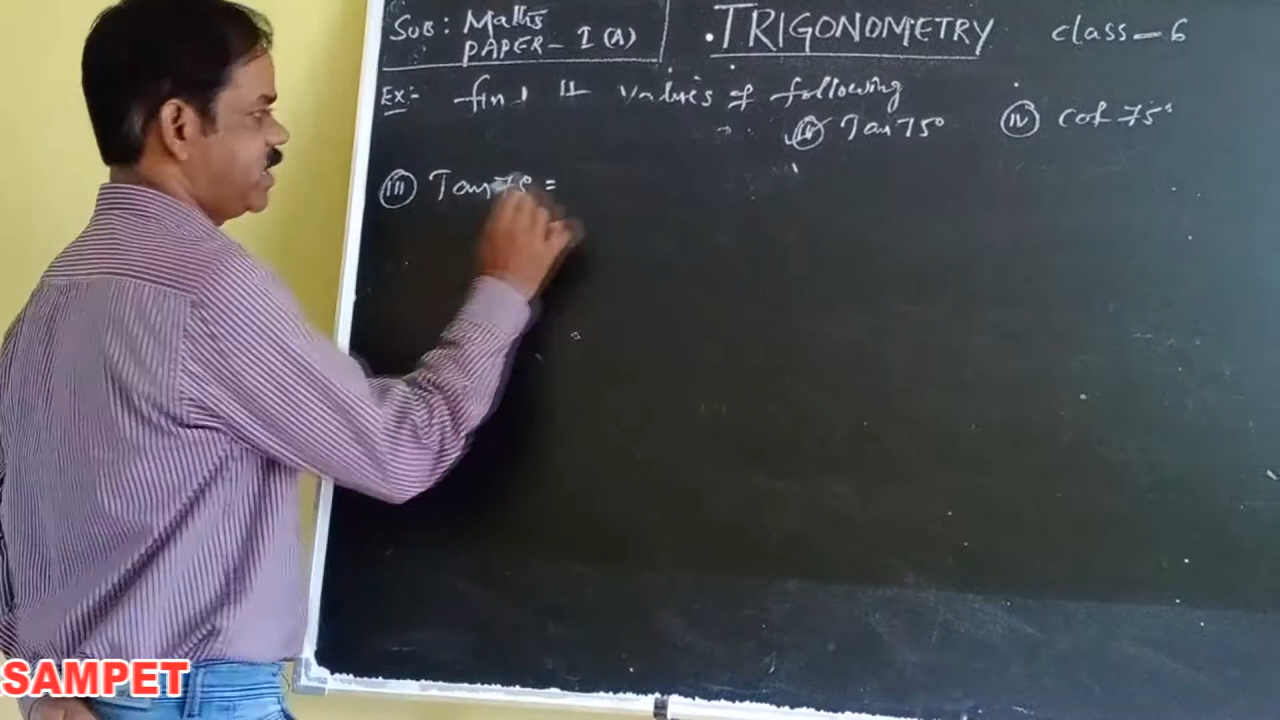 SUB: Maths
PAPER - I (A)
TRIGONOMETRY
class - 6
Ex:- find the values of following
(iii) Tan 75°
(iv) cot 75°
(iii) Tan 75 =
SAMPET